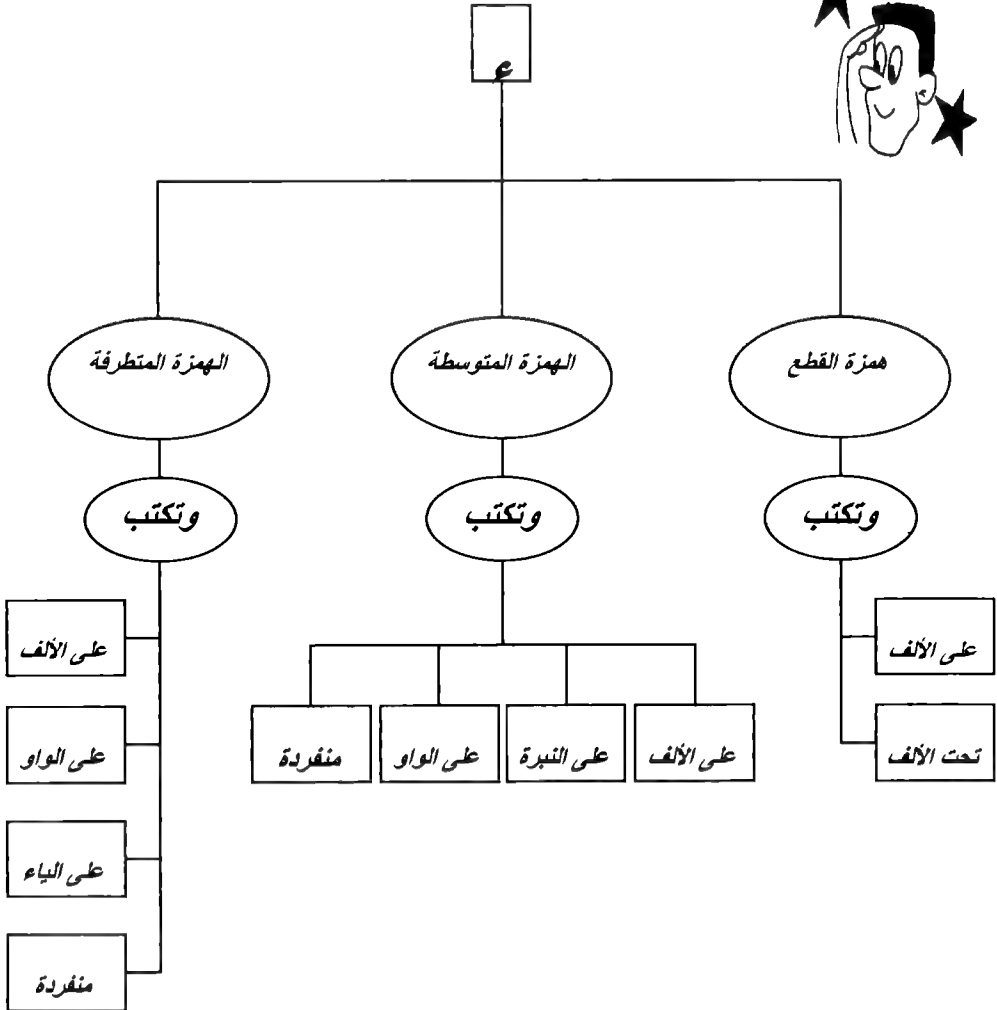 ء
همزة القطع
الهمزة المتوسطة
الهمزة المتطرفة
وتكتب
وتكتب
وتكتب
على الألف
تحت الألف
على الألف
على النبرة
على الواو
منفردة
على الألف
على الواو
على الياء
منفردة